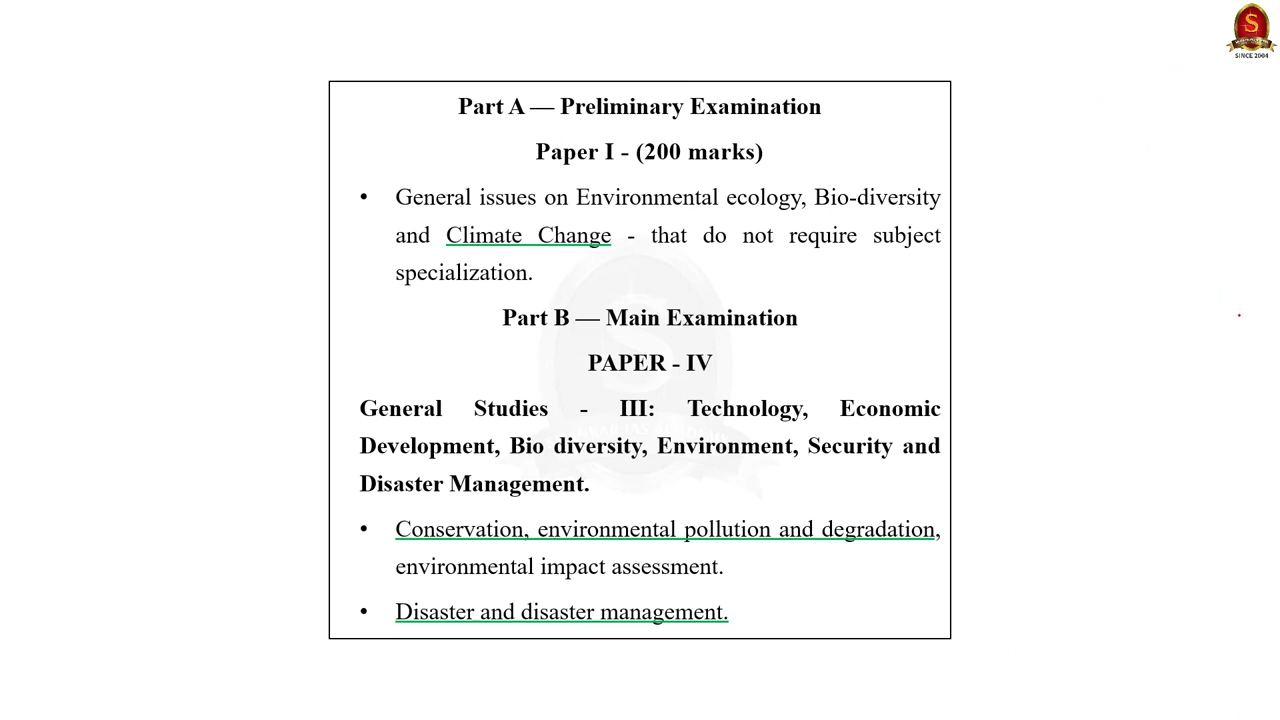 SINCE 2004
Part A — Preliminary Examination
Paper I - (200 marks)
• General issues on Environmental ecology, Bio-diversity
and Climate Change - that do not require subject
specialization.
Part B — Main Examination
PAPER - IV
General Studies - III: Technology, Economic
Development, Bio diversity, Environment, Security and
Disaster Management.
• Conservation, environmental pollution and degradation,
environmental impact assessment.
• Disaster and disaster management.